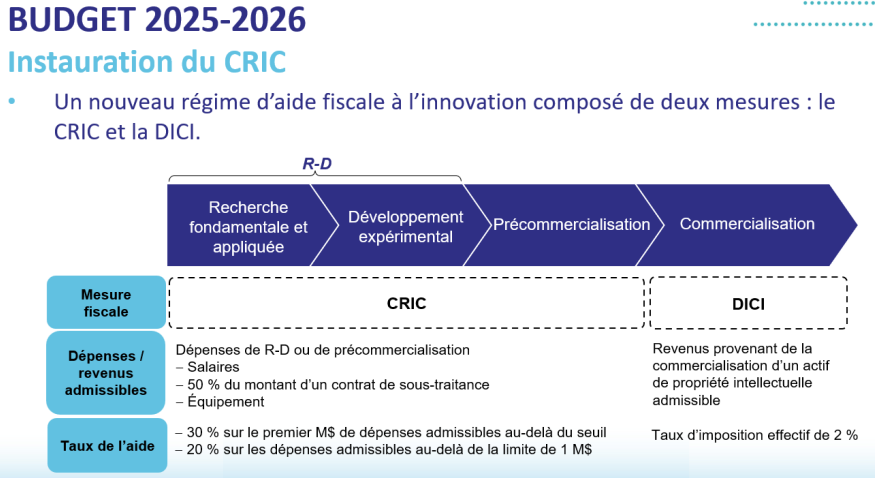 BUDGET 2025-2026
Instauration du CRIC
• Un nouveau régime d’aide fiscale à l’innovation composé de deux mesures : le
CRIC et la DICI.
R-D
Recherche
fondamentale et
appliquée
Développement
expérimental
Précommercialisation
Commercialisation
Mesure
fiscale
CRIC
DICI
Dépenses /
revenus
admissibles
Dépenses de R-D ou de précommercialisation
– Salaires
– 50 % du montant d’un contrat de sous-traitance
– Équipement
Revenus provenant de la
commercialisation d’un actif
de propriété intellectuelle
admissible
Taux de l’aide
– 30 % sur le premier M$ de dépenses admissibles au-delà du seuil
– 20 % sur les dépenses admissibles au-delà de la limite de 1 M$
Taux d’imposition effectif de 2 %